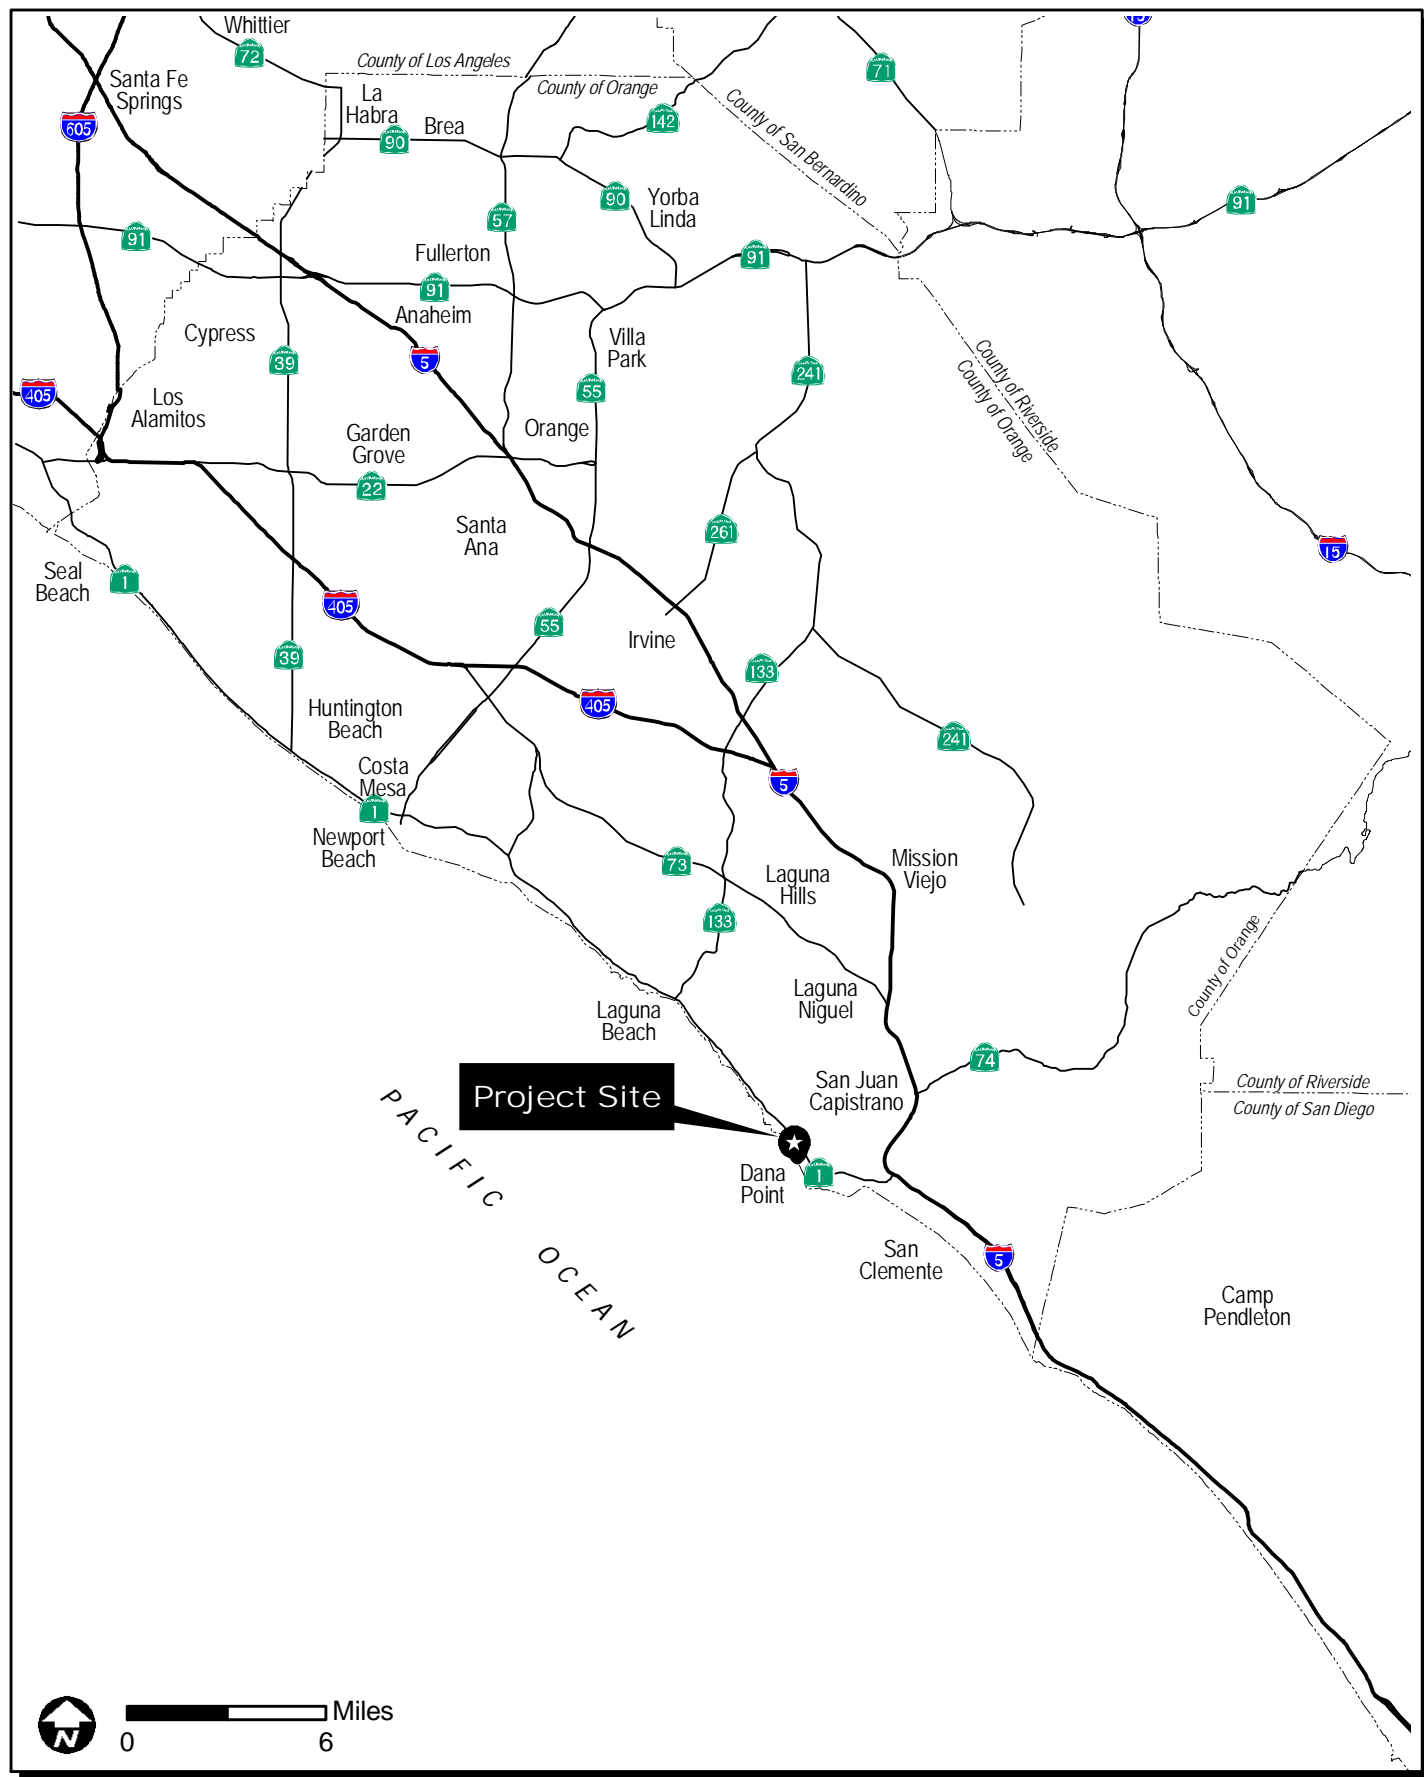 Whittier
15
72
County of Los Angeles
71
Santa Fe
Springs
La
Habra
County of Orange
County of San Bernardino
605
142
Brea
90
90
Yorba
Linda
91
57
91
91
Fullerton
91
91
Anaheim
Cypress
Villa
Park
39
5
241
County of Riverside
County of Orange
405
55
Los
Alamitos
Garden
Grove
Orange
22
Santa
Ana
261
15
Seal
Beach
1
405
55
Irvine
39
133
405
Huntington
Beach
241
Costa
Mesa
5
1
Newport
Beach
73
Mission
Viejo
Laguna
Hills
133
County of Orange
Laguna
Niguel
Laguna
Beach
74
San Juan
Capistrano
County of Riverside
County of San Diego
Project Site
PACIFIC OCEAN
Dana
Point
1
San
Clemente
5
Camp
Pendleton
N
Miles
0
6